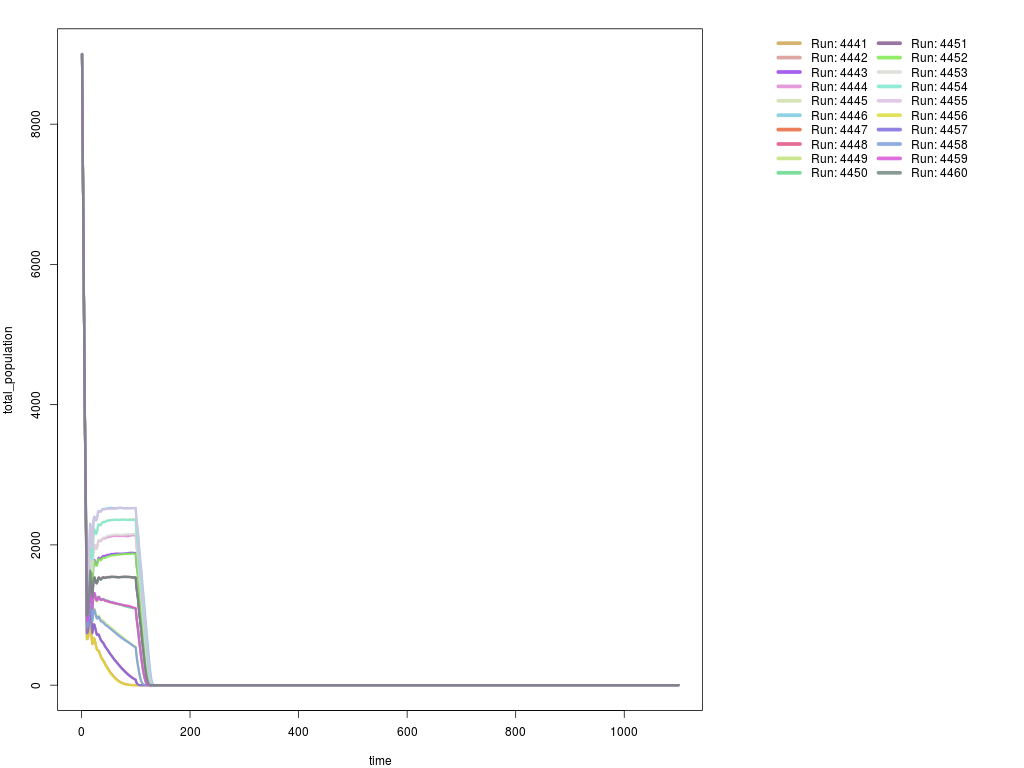 total_population
8000
6000
4000
2000
0
0 200 400 600 800 1000
time
Run: 4441 Run: 4451
Run: 4442 Run: 4452
Run: 4443 Run: 4453
Run: 4444 Run: 4454
Run: 4445 Run: 4455
Run: 4446 Run: 4456
Run: 4447 Run: 4457
Run: 4448 Run: 4458
Run: 4449 Run: 4459
Run: 4450 Run: 4460